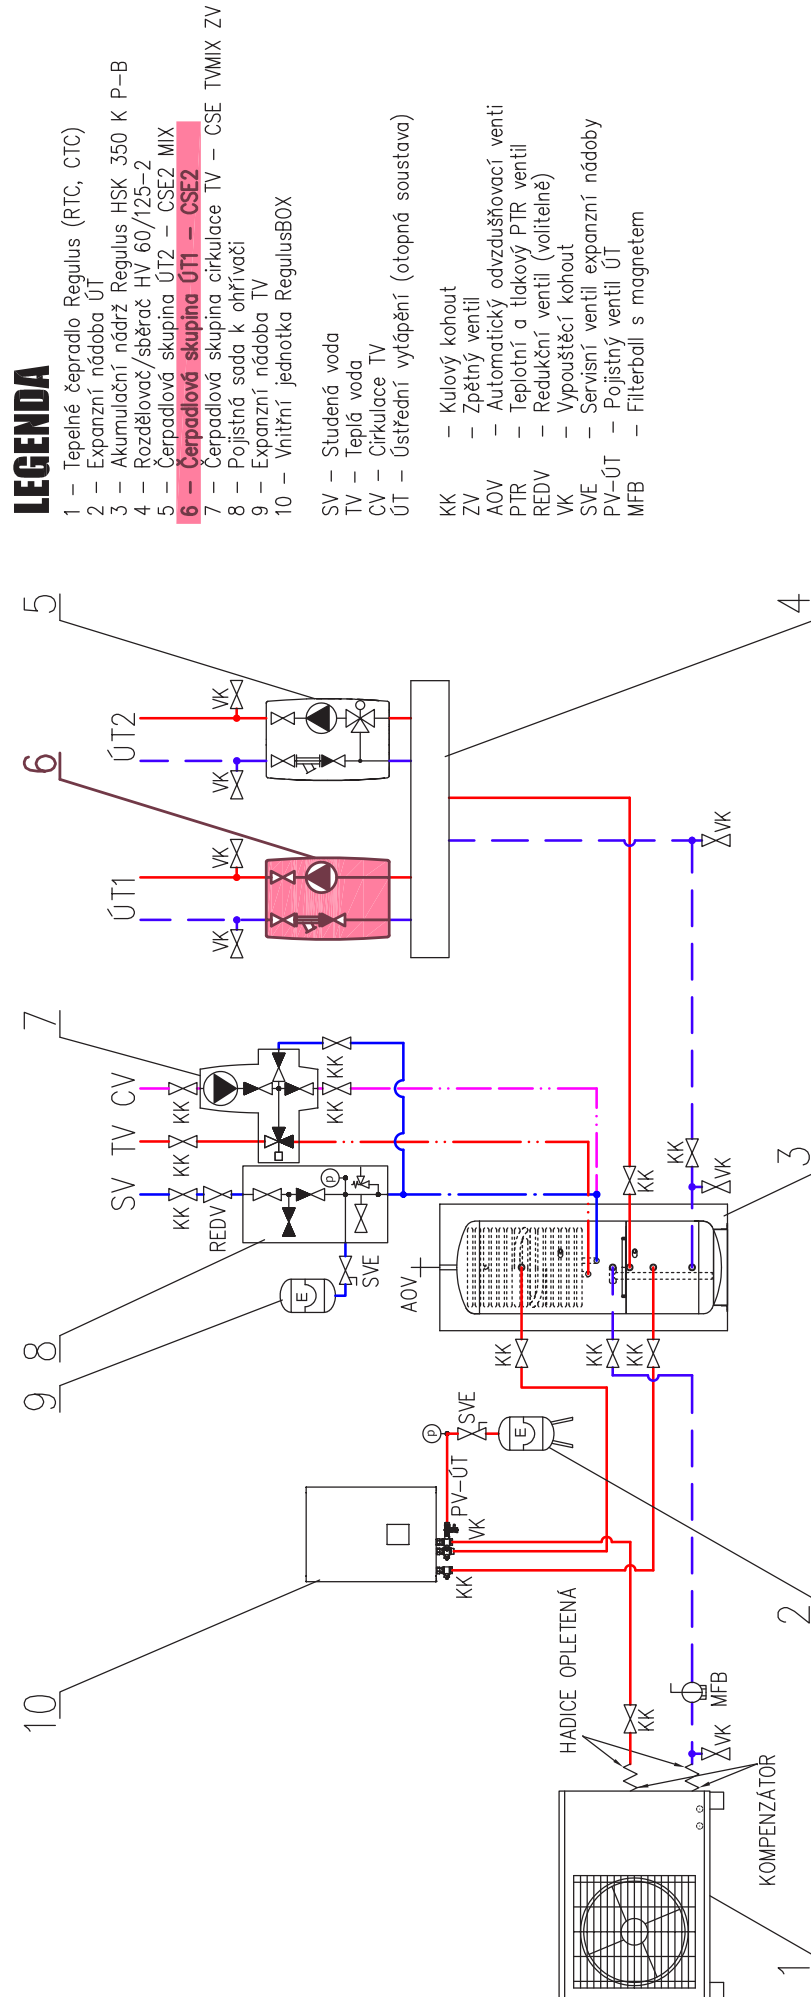 LEGENDA
1 – Tepelné čepradlo Regulus (RTC, CTC)
2 – Expanzní nádoba ÚT
3 – Akumulační nádrž Regulus HSK 350 K P–B
4 – Rozdělovač/sběrač HV 60/125–2
5 – Čerpadlová skupina ÚT2 – CSE2 MIX
6 – Čerpadlová skupina ÚT1 – CSE2
7 – Čerpadlová skupina cirkulace TV – CSE TVMIX ZV
8 – Pojistná sada k ohřívači
9 – Expanzní nádoba TV
10 – Vnitřní jednotka RegulusBOX
SV – Studená voda
TV – Teplá voda
CV – Cirkulace TV
ÚT – Ústřední vytápění (otopná soustava)
KK – Kulový kohout
ZV – Zpětný ventil
AOV – Automatický odvzdušňovací venti
PTR – Teplotní a tlakový PTR ventil
REDV – Redukční ventil (volitelně)
VK – Vypouštěcí kohout
SVE – Servisní ventil expanzní nádoby
PV–ÚT – Pojistný ventil ÚT
MFB – Filterball s magnetem
10
9
8
7
6
5
SV
TV
CV
ÚT1
ÚT2
KK
KK
KK
REDV
KK
KK
VK
VK
VK
VK
P
SVE
E
AOV
P
SVE
E
PV–ÚT
VK
KK
KK
KK
KK
KK
KK
VK
VK
HADICE OPLETENÁ
KK
MFB
VK
KOMPENZÁTOR
1
2
3
4